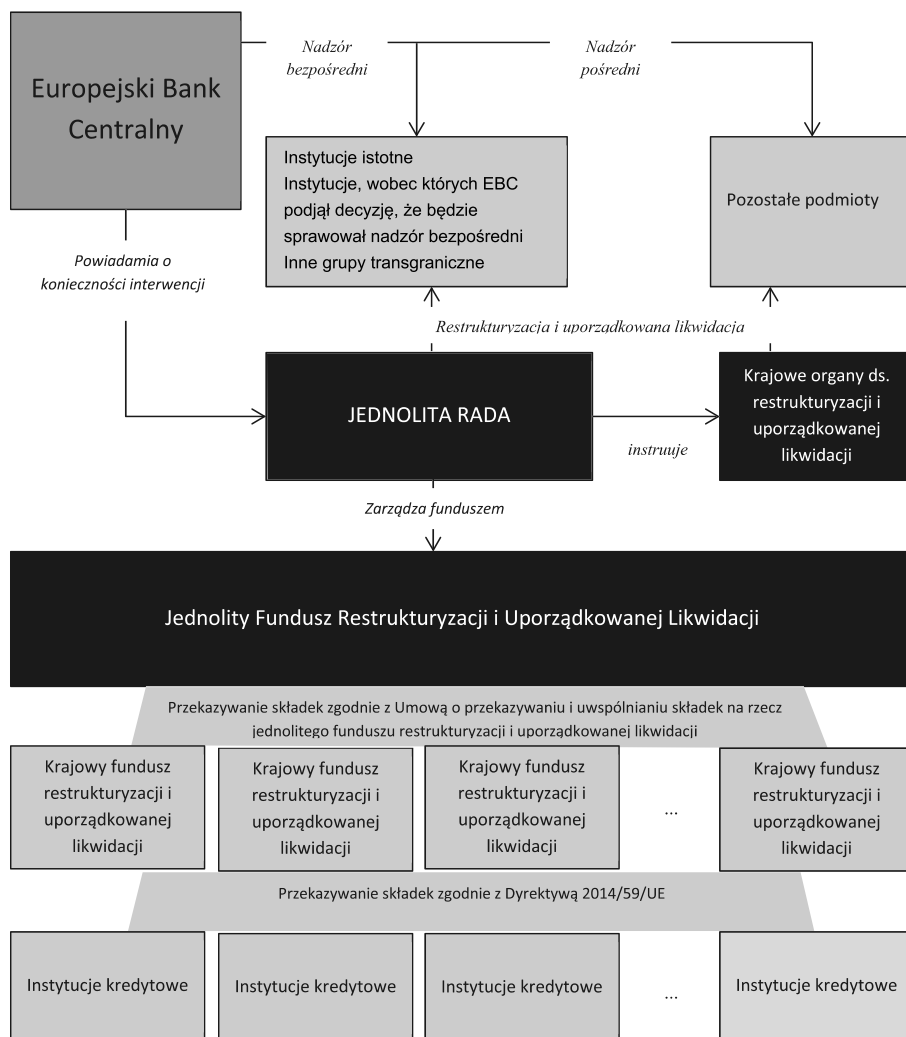 Europejski Bank
Centralny
Nadzór
bezpośredni
Nadzór
pośredni
Instytucje istotne
Instytucje, wobec których EBC
podjął decyzję, że będzie
sprawował nadzór bezpośredni
Inne grupy transgraniczne
Pozostałe podmioty
Powiadamia o
konieczności interwencji
Restrukturyzacja i uporządkowana likwidacja
JEDNOLITA RADA
instruuje
Krajowe organy ds.
restrukturyzacji i
uporządkowanej
likwidacji
Zarządza funduszem
Jednolity Fundusz Restrukturyzacji i Uporządkowanej Likwidacji
Przekazywanie składek zgodnie z Umową o przekazywaniu i uwspólnianiu składek na rzecz
jednolitego funduszu restrukturyzacji i uporządkowanej likwidacji
Krajowy fundusz
restrukturyzacji i
uporządkowanej
likwidacji
Krajowy fundusz
restrukturyzacji i
uporządkowanej
likwidacji
Krajowy fundusz
restrukturyzacji i
uporządkowanej
likwidacji
...
Krajowy fundusz
restrukturyzacji i
uporządkowanej
likwidacji
Przekazywanie składek zgodnie z Dyrektywą 2014/59/UE
Instytucje kredytowe
Instytucje kredytowe
Instytucje kredytowe
...
Instytucje kredytowe